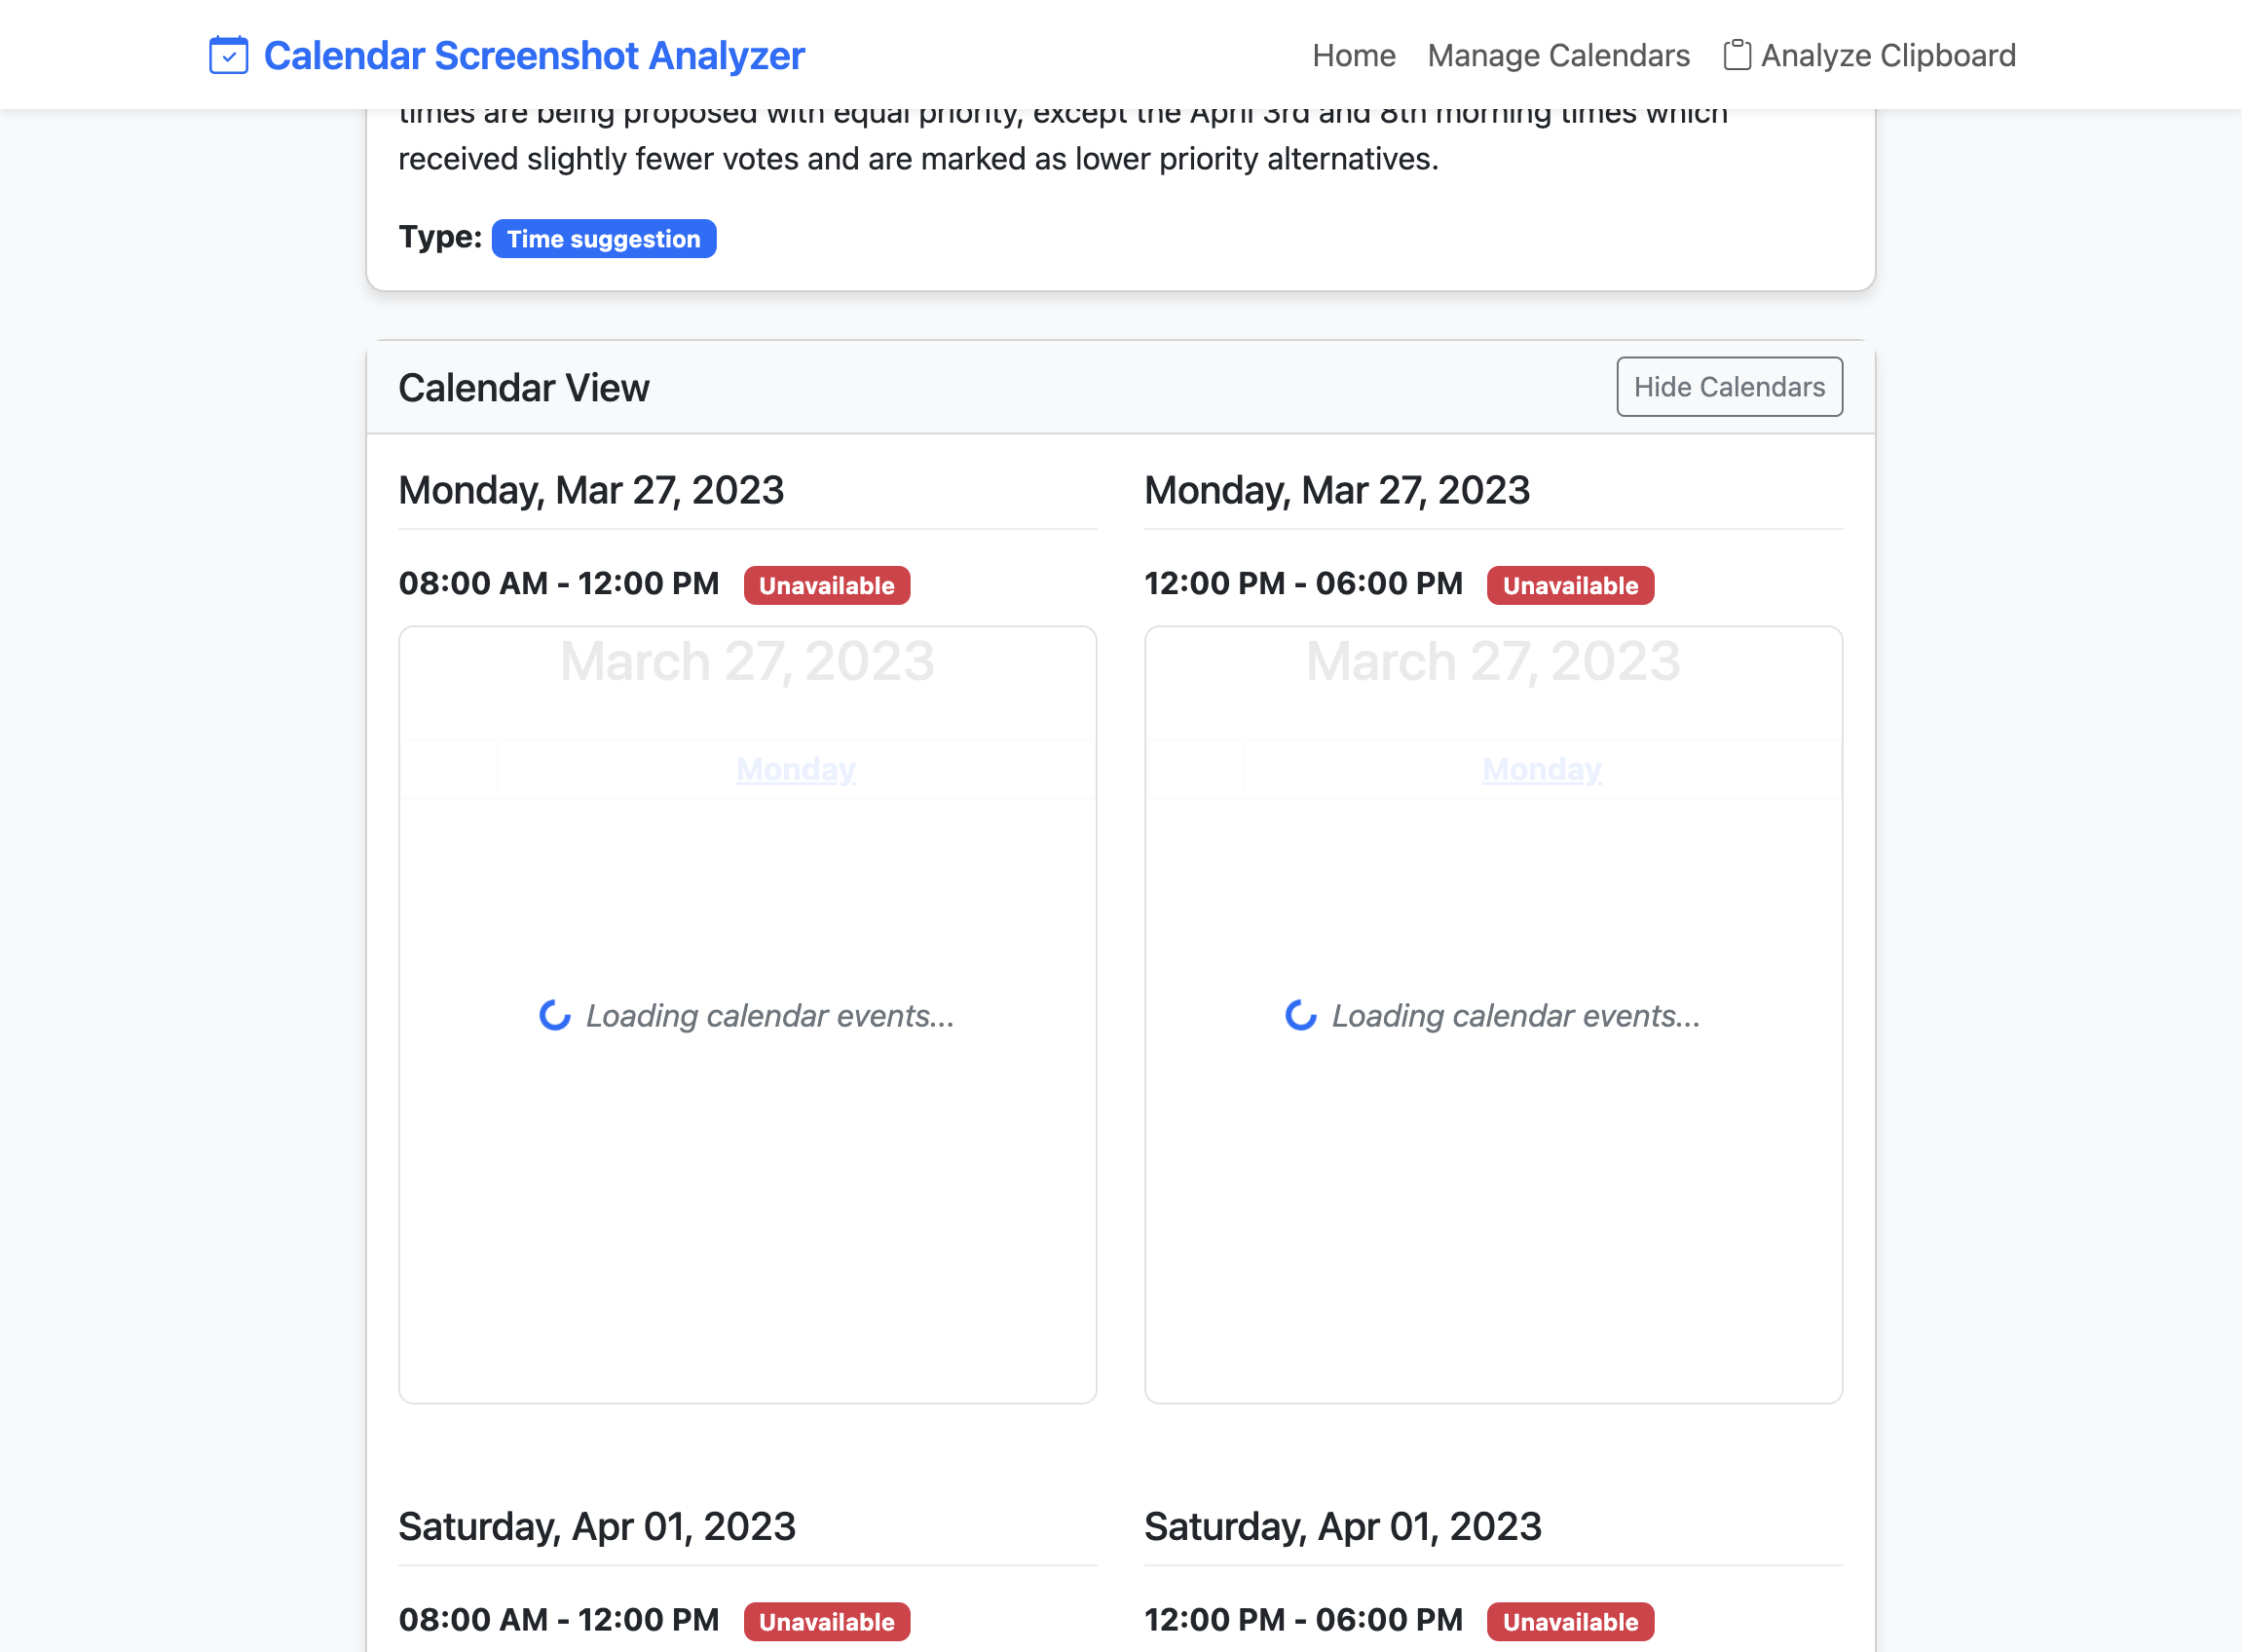 Calendar Screenshot Analyzer
Home
Manage Calendars
Analyze Clipboard
times are being proposed with equal priority, except the April 3rd and 8th morning times which
received slightly fewer votes and are marked as lower priority alternatives.
Type: Time suggestion
Calendar View
Hide Calendars
Monday, Mar 27, 2023
08:00 AM - 12:00 PM Unavailable
March 27, 2023
Monday
Loading calendar events...
Monday, Mar 27, 2023
12:00 PM - 06:00 PM Unavailable
March 27, 2023
Monday
Loading calendar events...
Saturday, Apr 01, 2023
08:00 AM - 12:00 PM Unavailable
Saturday, Apr 01, 2023
12:00 PM - 06:00 PM Unavailable